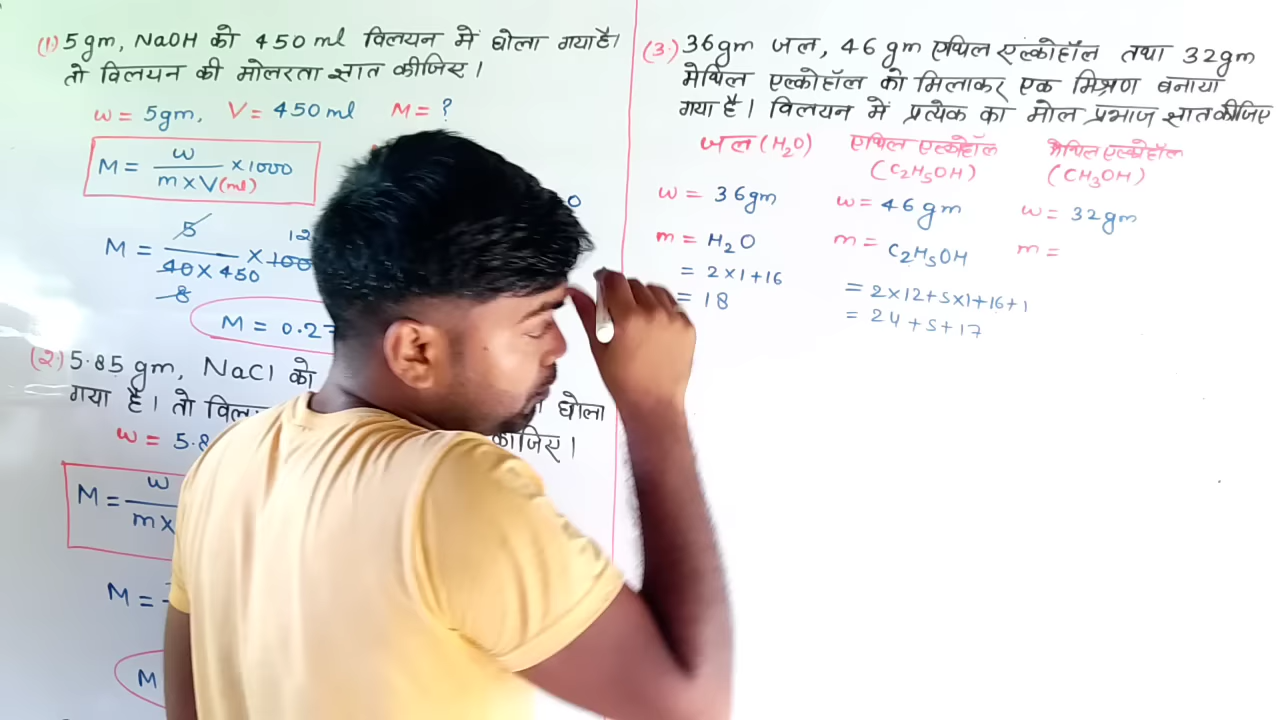 (1.) 5 gm, NaOH को 450 ml विलयन में घोला गया है।
तो विलयन की मोलरता ज्ञात कीजिए।
w = 5gm, V = 450 ml M = ?
M = w / m × V(ml) × 1000
M = 5 / 40 × 450 ×
8
M = 0.27
(2.) 5.85 gm, NaCl को
घोला
गया है। तो
कीजिए।
w = 5.8
M = w / m ×
M =
M
(3.) 36gm जल, 46 gm एथिल एल्कोहॉल तथा 32gm
मेथिल एल्कोहॉल को मिलाकर एक मिश्रण बनाया
गया है। विलयन में प्रत्येक का मोल प्रभाज ज्ञात कीजिए
जल (H2O) एथिल एल्कोहॉल मेथिल एल्कोहॉल
(C2H5OH) (CH3OH)
w = 36gm w = 46 gm w = 32gm
m = H2O m = C2H5OH m =
= 2×1+16 = 2×12+5×1+16+1
= 18 = 24+5+17